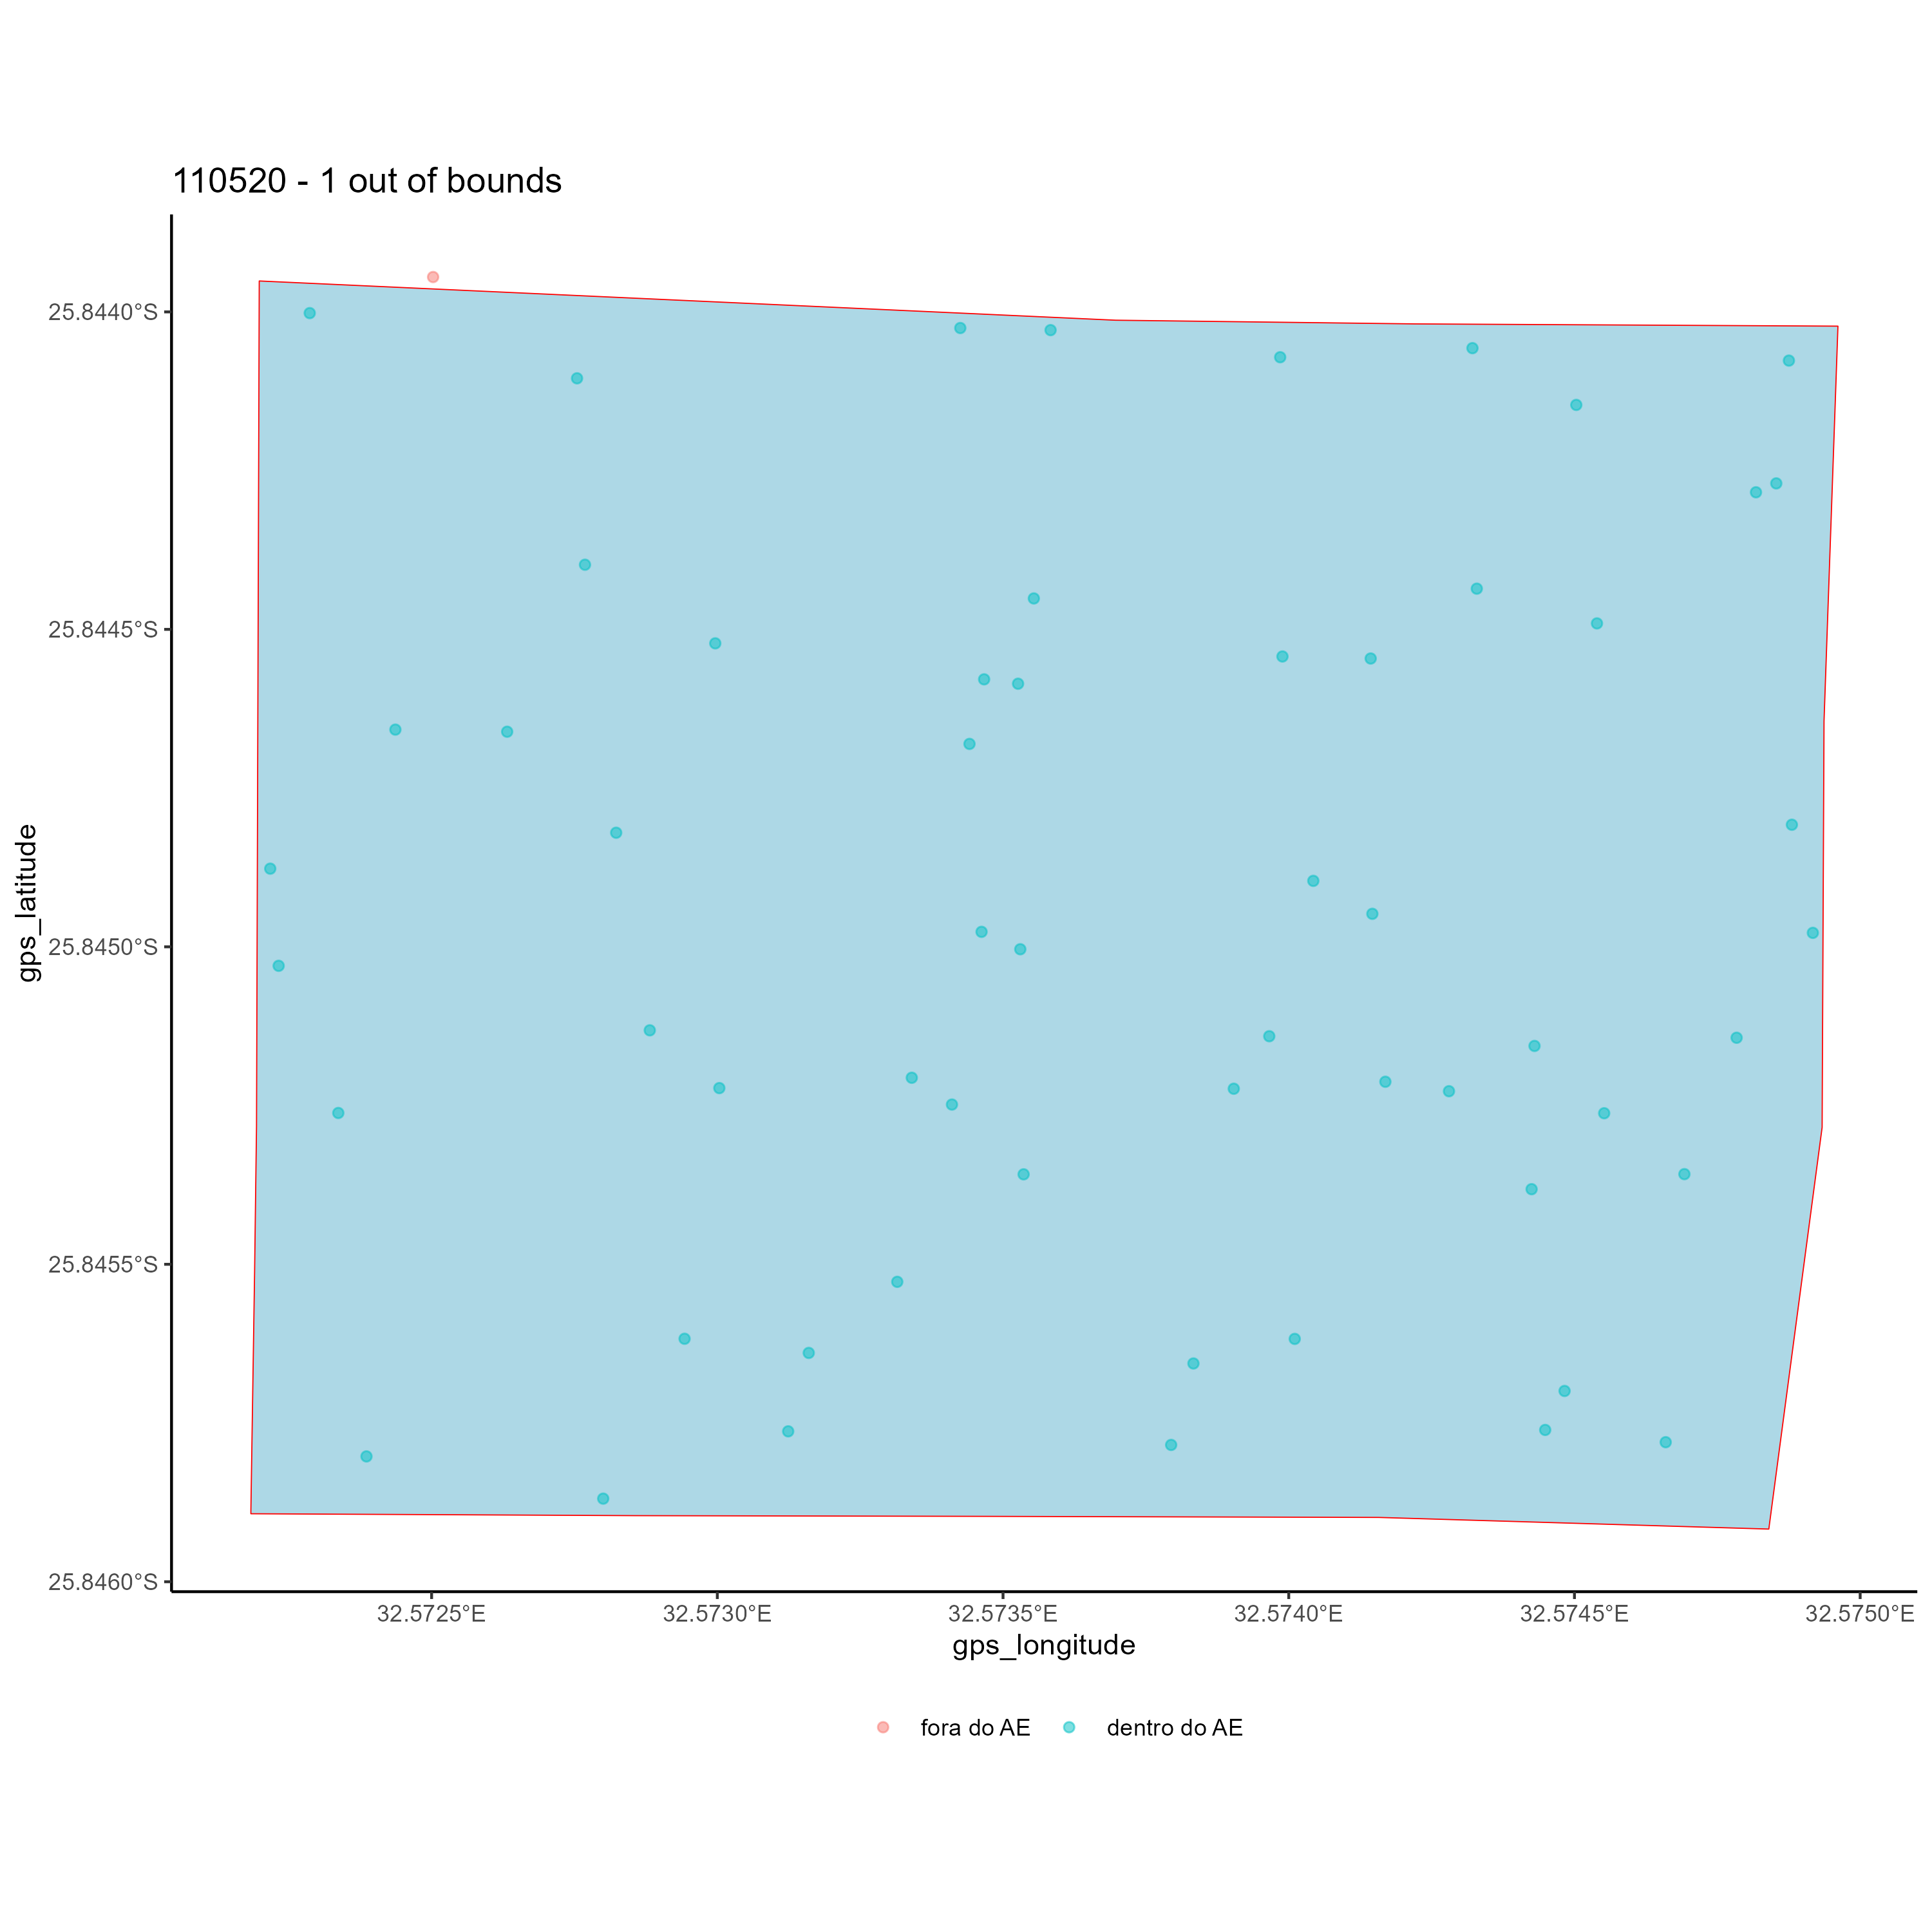 110520 - 1 out of bounds
25.8440°S
25.8445°S
25.8450°S
25.8455°S
25.8460°S
gps_latitude
32.5725°E 32.5730°E 32.5735°E 32.5740°E 32.5745°E 32.5750°E
gps_longitude
fora do AE dentro do AE